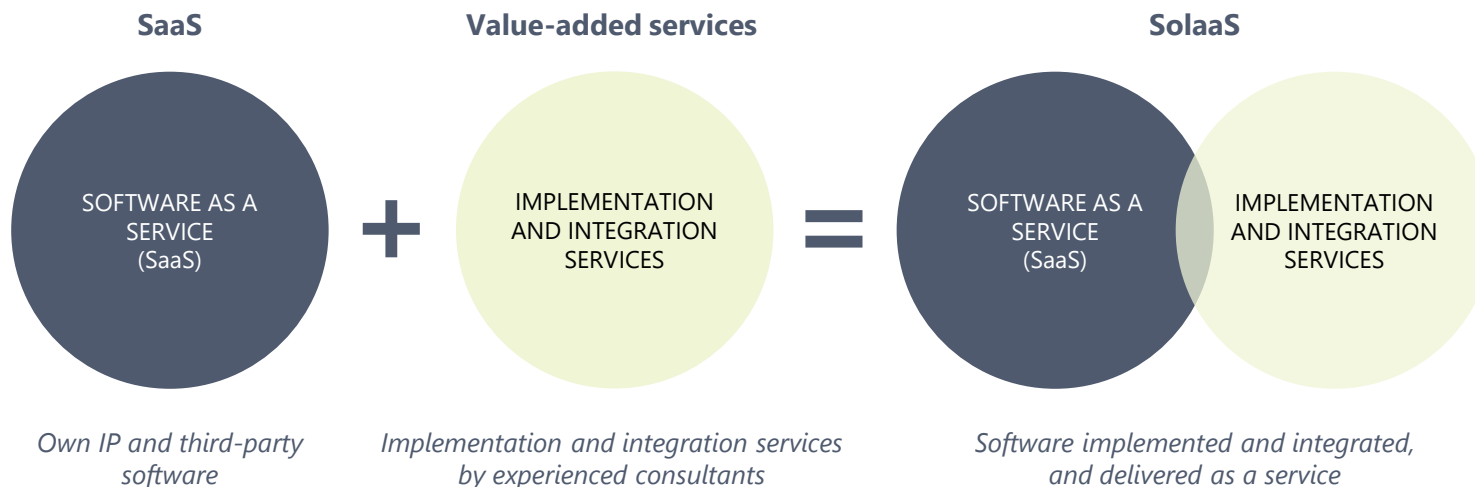 SaaS
Value-added services
SolaaS
SOFTWARE AS A
SERVICE
(SaaS)
+
IMPLEMENTATION
AND INTEGRATION
SERVICES
=
SOFTWARE AS A
SERVICE
(SaaS)
IMPLEMENTATION
AND INTEGRATION
SERVICES
Own IP and third-party
software
Implementation and integration services
by experienced consultants
Software implemented and integrated,
and delivered as a service